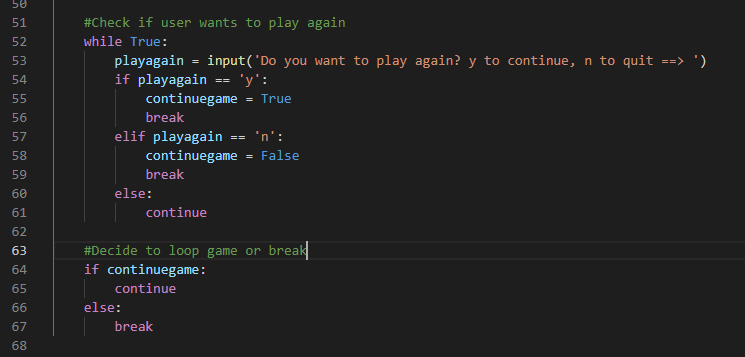 50
51 #Check if user wants to play again
52 while True:
53 playagain = input('Do you want to play again? y to continue, n to quit ==> ')
54 if playagain == 'y':
55 continuegame = True
56 break
57 elif playagain == 'n':
58 continuegame = False
59 break
60 else:
61 continue
62
63 #Decide to loop game or break
64 if continuegame:
65 continue
66 else:
67 break
68